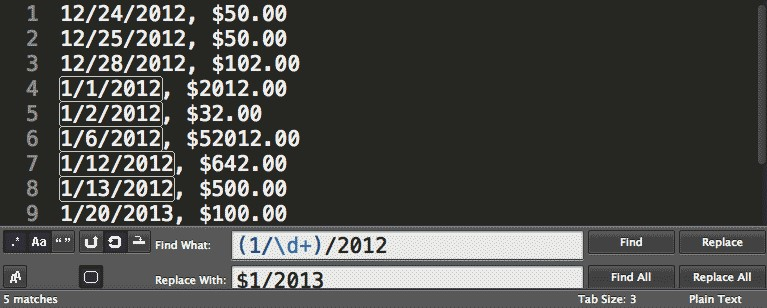 1 12/24/2012, $50.00
2 12/25/2012, $50.00
3 12/28/2012, $102.00
4 1/1/2012, $2012.00
5 1/2/2012, $32.00
6 1/6/2012, $52012.00
7 1/12/2012, $642.00
8 1/13/2012, $500.00
9 1/20/2013, $100.00
.* Aa “” Find What: (1/\d+)/2012 Find Replace
Replace With: $1/2013 Find All Replace All
5 matches Tab Size: 3 Plain Text